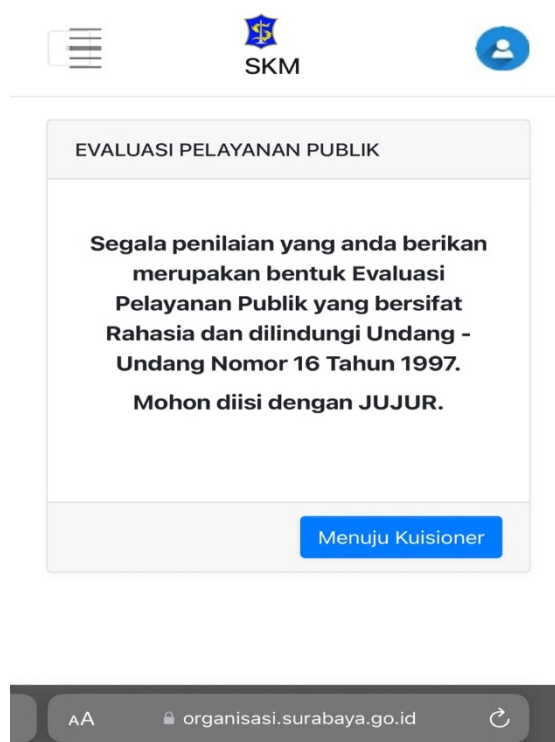 SKM
EVALUASI PELAYANAN PUBLIK
Segala penilaian yang anda berikan
merupakan bentuk Evaluasi
Pelayanan Publik yang bersifat
Rahasia dan dilindungi Undang -
Undang Nomor 16 Tahun 1997.
Mohon diisi dengan JUJUR.
Menuju Kuisioner
AA organisasi.surabaya.go.id